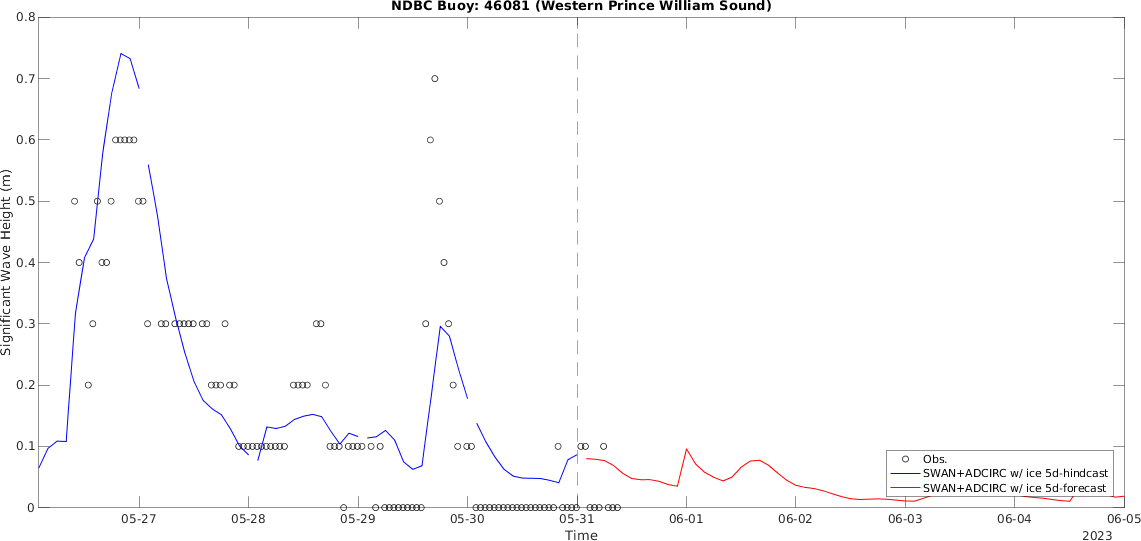 NDBC Buoy: 46081 (Western Prince William Sound)
0.8
0.7
0.6
0.5
0.4
0.3
0.2
0.1
0
Significant Wave Height (m)
Obs.
SWAN+ADCIRC w/ ice 5d-hindcast
SWAN+ADCIRC w/ ice 5d-forecast
05-27 05-28 05-29 05-30 05-31 06-01 06-02 06-03 06-04 06-05
Time
2023